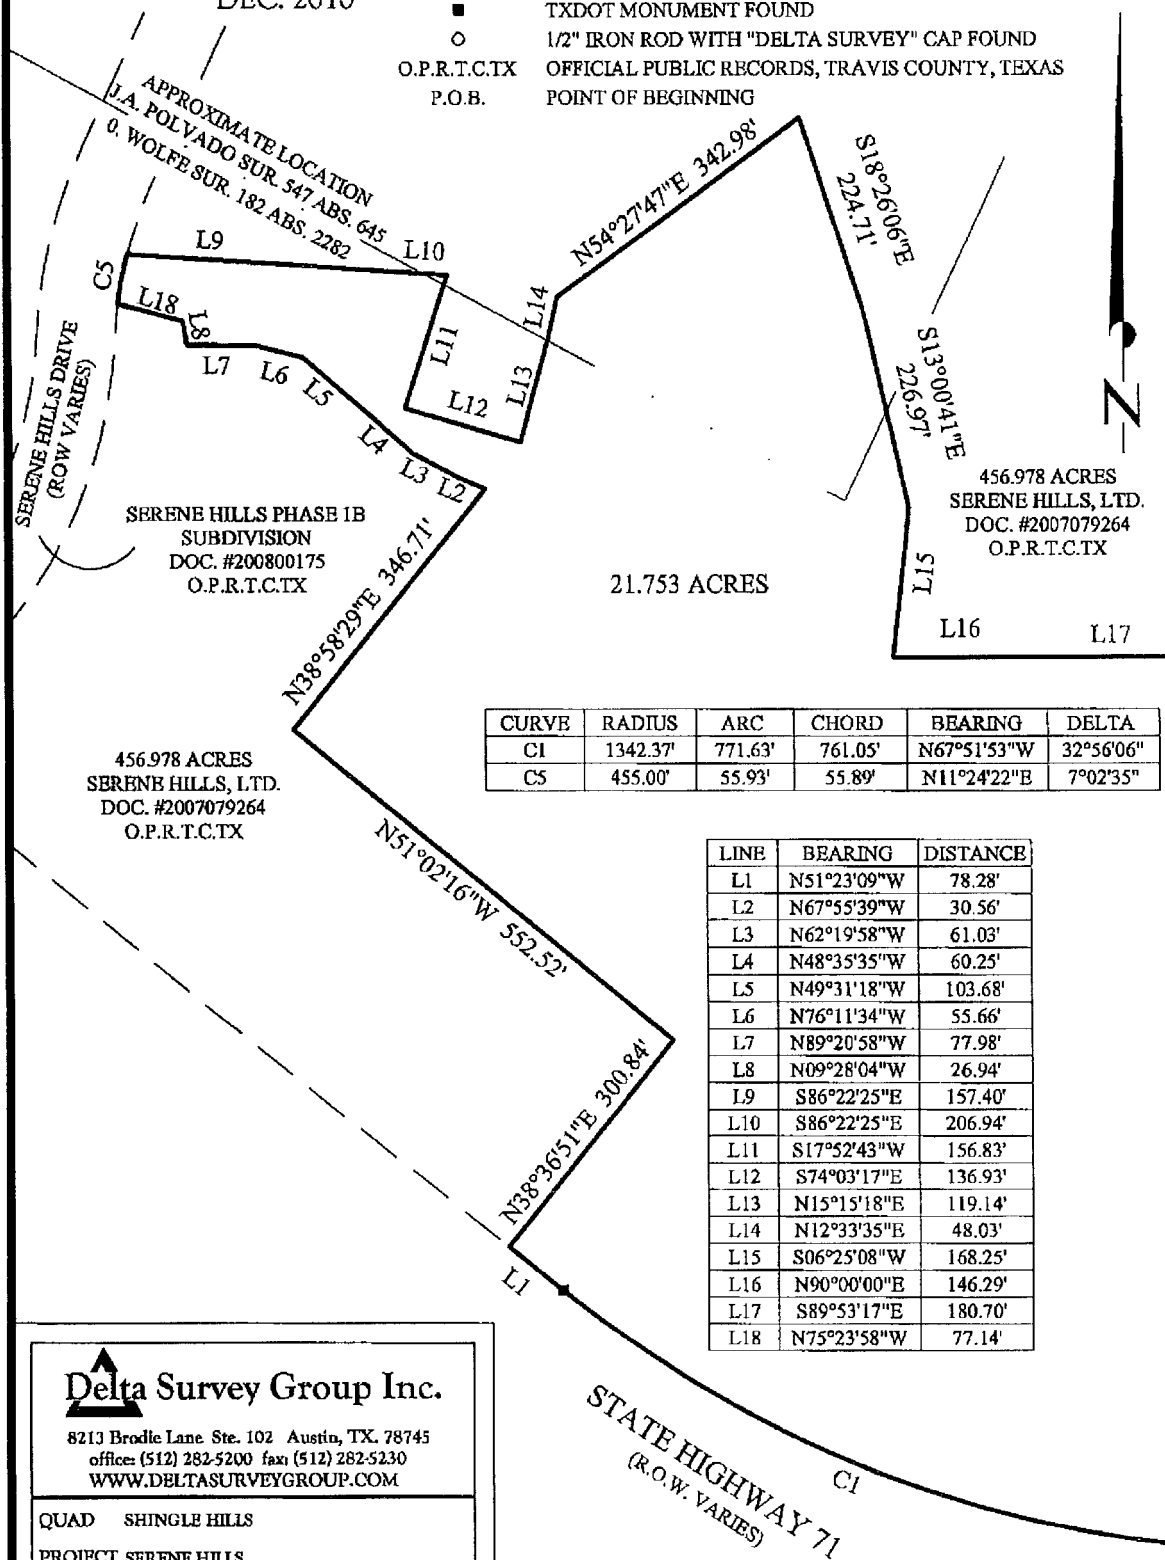 DEC. 2010
TXDOT MONUMENT FOUND
1/2" IRON ROD WITH "DELTA SURVEY" CAP FOUND
O.P.R.T.C.TX OFFICIAL PUBLIC RECORDS, TRAVIS COUNTY, TEXAS
P.O.B. POINT OF BEGINNING
APPROXIMATE LOCATION
J.A. POLVADO SUR. 547 ABS. 645
0. WOLFE SUR. 182 ABS. 2282
N54°27'47"E 342.98'
S18°26'06"E
224.71'
S13°00'41"E
226.97'
N
L9
L10
C5
L18
L8
L7
L6
L5
L4
L3
L2
L11
L12
L13
L14
SERENE HILLS DRIVE
(ROW VARIES)
SERENE HILLS PHASE 1B
SUBDIVISION
DOC. #200800175
O.P.R.T.C.TX
N38°58'29"E 346.71'
21.753 ACRES
456.978 ACRES
SERENE HILLS, LTD.
DOC. #2007079264
O.P.R.T.C.TX
L15
L16
L17
CURVE RADIUS ARC CHORD BEARING DELTA
C1 1342.37' 771.63' 761.05' N67°51'53"W 32°56'06"
C5 455.00' 55.93' 55.89' N11°24'22"E 7°02'35"
456.978 ACRES
SERENE HILLS, LTD.
DOC. #2007079264
O.P.R.T.C.TX
N51°02'16"W 552.52'
LINE BEARING DISTANCE
L1 N51°23'09"W 78.28'
L2 N67°55'39"W 30.56'
L3 N62°19'58"W 61.03'
L4 N48°35'35"W 60.25'
L5 N49°31'18"W 103.68'
L6 N76°11'34"W 55.66'
L7 N89°20'58"W 77.98'
L8 N09°28'04"W 26.94'
L9 S86°22'25"E 157.40'
L10 S86°22'25"E 206.94'
L11 S17°52'43"W 156.83'
L12 S74°03'17"E 136.93'
L13 N15°15'18"E 119.14'
L14 N12°33'35"E 48.03'
L15 S06°25'08"W 168.25'
L16 N90°00'00"E 146.29'
L17 S89°53'17"E 180.70'
L18 N75°23'58"W 77.14'
N38°36'51"E 300.84'
L1
C1
STATE HIGHWAY 71
(R.O.W. VARIES)
Delta Survey Group Inc.
8213 Brodie Lane Ste. 102 Austin, TX. 78745
office: (512) 282-5200 fax: (512) 282-5230
WWW.DELTASURVEYGROUP.COM
QUAD SHINGLE HILLS
PROJECT SERENE HILLS